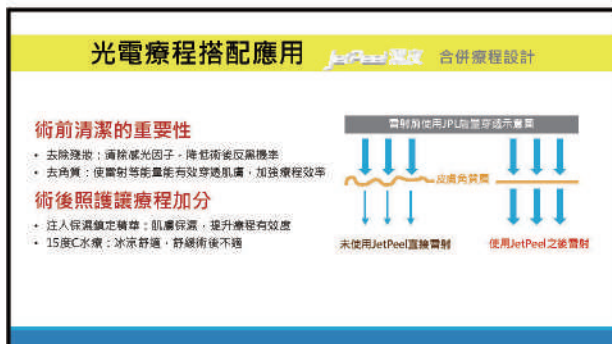 光電療程搭配應用
JetPeel 合併療程設計
術前清潔的重要性
• 去除殘妝：清除感光因子，降低術後反黑機率
• 去角質：使雷射等能量能有效穿透肌膚，加強療程效率
術後照護讓療程加分
• 注入保濕鎖定精華：肌膚保濕，提升療程有效度
• 15度C水療：冰涼舒適，舒緩術後不適
雷射前使用JPL能量穿透示意圖
皮膚角質層
未使用JetPeel直接雷射
使用JetPeel之後雷射